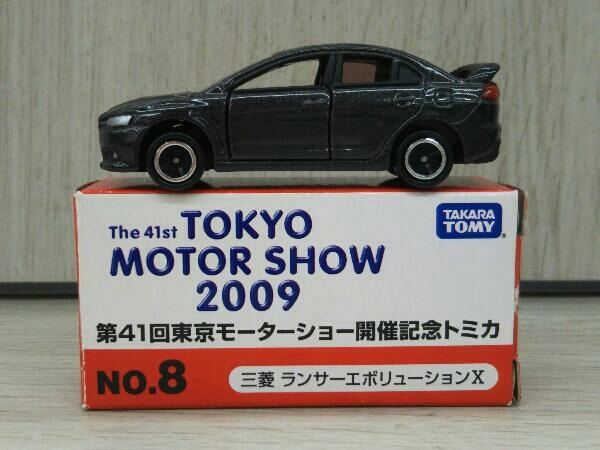 The 41st TOKYO
MOTOR SHOW
2009
TAKARA
TOMY
第41回東京モーターショー開催記念トミカ
NO.8
三菱 ランサーエボリューションX